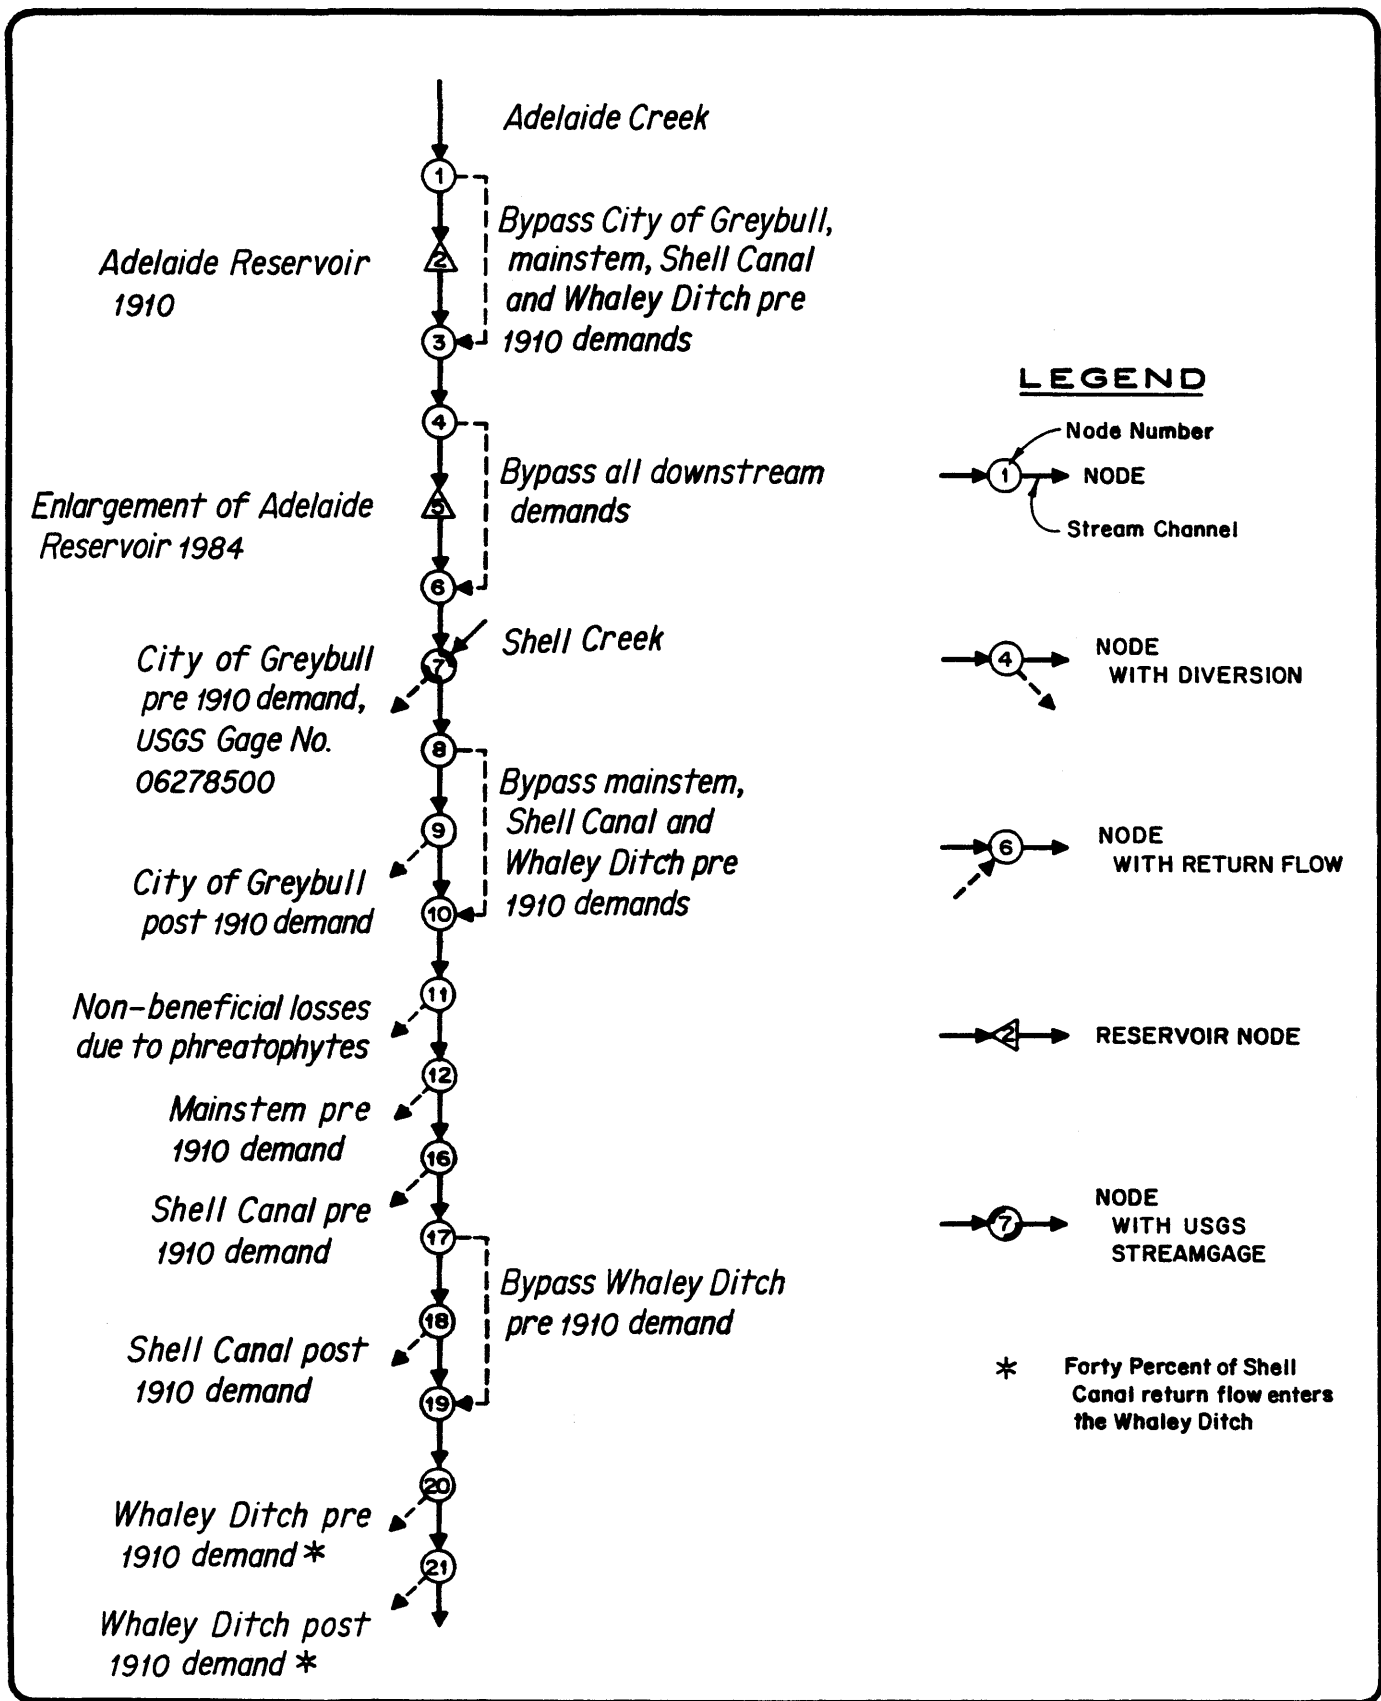 Adelaide Creek
1
Bypass City of Greybull,
mainstem, Shell Canal
and Whaley Ditch pre
1910 demands
Adelaide Reservoir
1910
2
3
4
Bypass all downstream
demands
Enlargement of Adelaide
Reservoir 1984
5
6
Shell Creek
7
City of Greybull
pre 1910 demand,
USGS Gage No.
06278500
8
Bypass mainstem,
Shell Canal and
Whaley Ditch pre
1910 demands
9
City of Greybull
post 1910 demand
10
11
Non-beneficial losses
due to phreatophytes
12
Mainstem pre
1910 demand
16
Shell Canal pre
1910 demand
17
Bypass Whaley Ditch
pre 1910 demand
18
Shell Canal post
1910 demand
19
20
Whaley Ditch pre
1910 demand *
21
Whaley Ditch post
1910 demand *
LEGEND
Node Number
1
NODE
Stream Channel
4
NODE
WITH DIVERSION
6
NODE
WITH RETURN FLOW
2
RESERVOIR NODE
7
NODE
WITH USGS
STREAMGAGE
* Forty Percent of Shell
Canal return flow enters
the Whaley Ditch